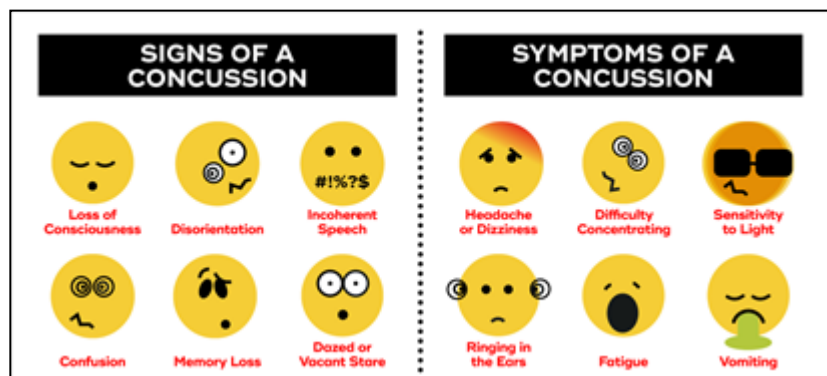 SIGNS OF A
CONCUSSION
Loss of
Consciousness
Disorientation
#!%?$
Incoherent
Speech
Confusion
Memory Loss
Dazed or
Vacant Stare
SYMPTOMS OF A
CONCUSSION
Headache
or Dizziness
Difficulty
Concentrating
Sensitivity
to Light
Ringing in
the Ears
Fatigue
Vomiting